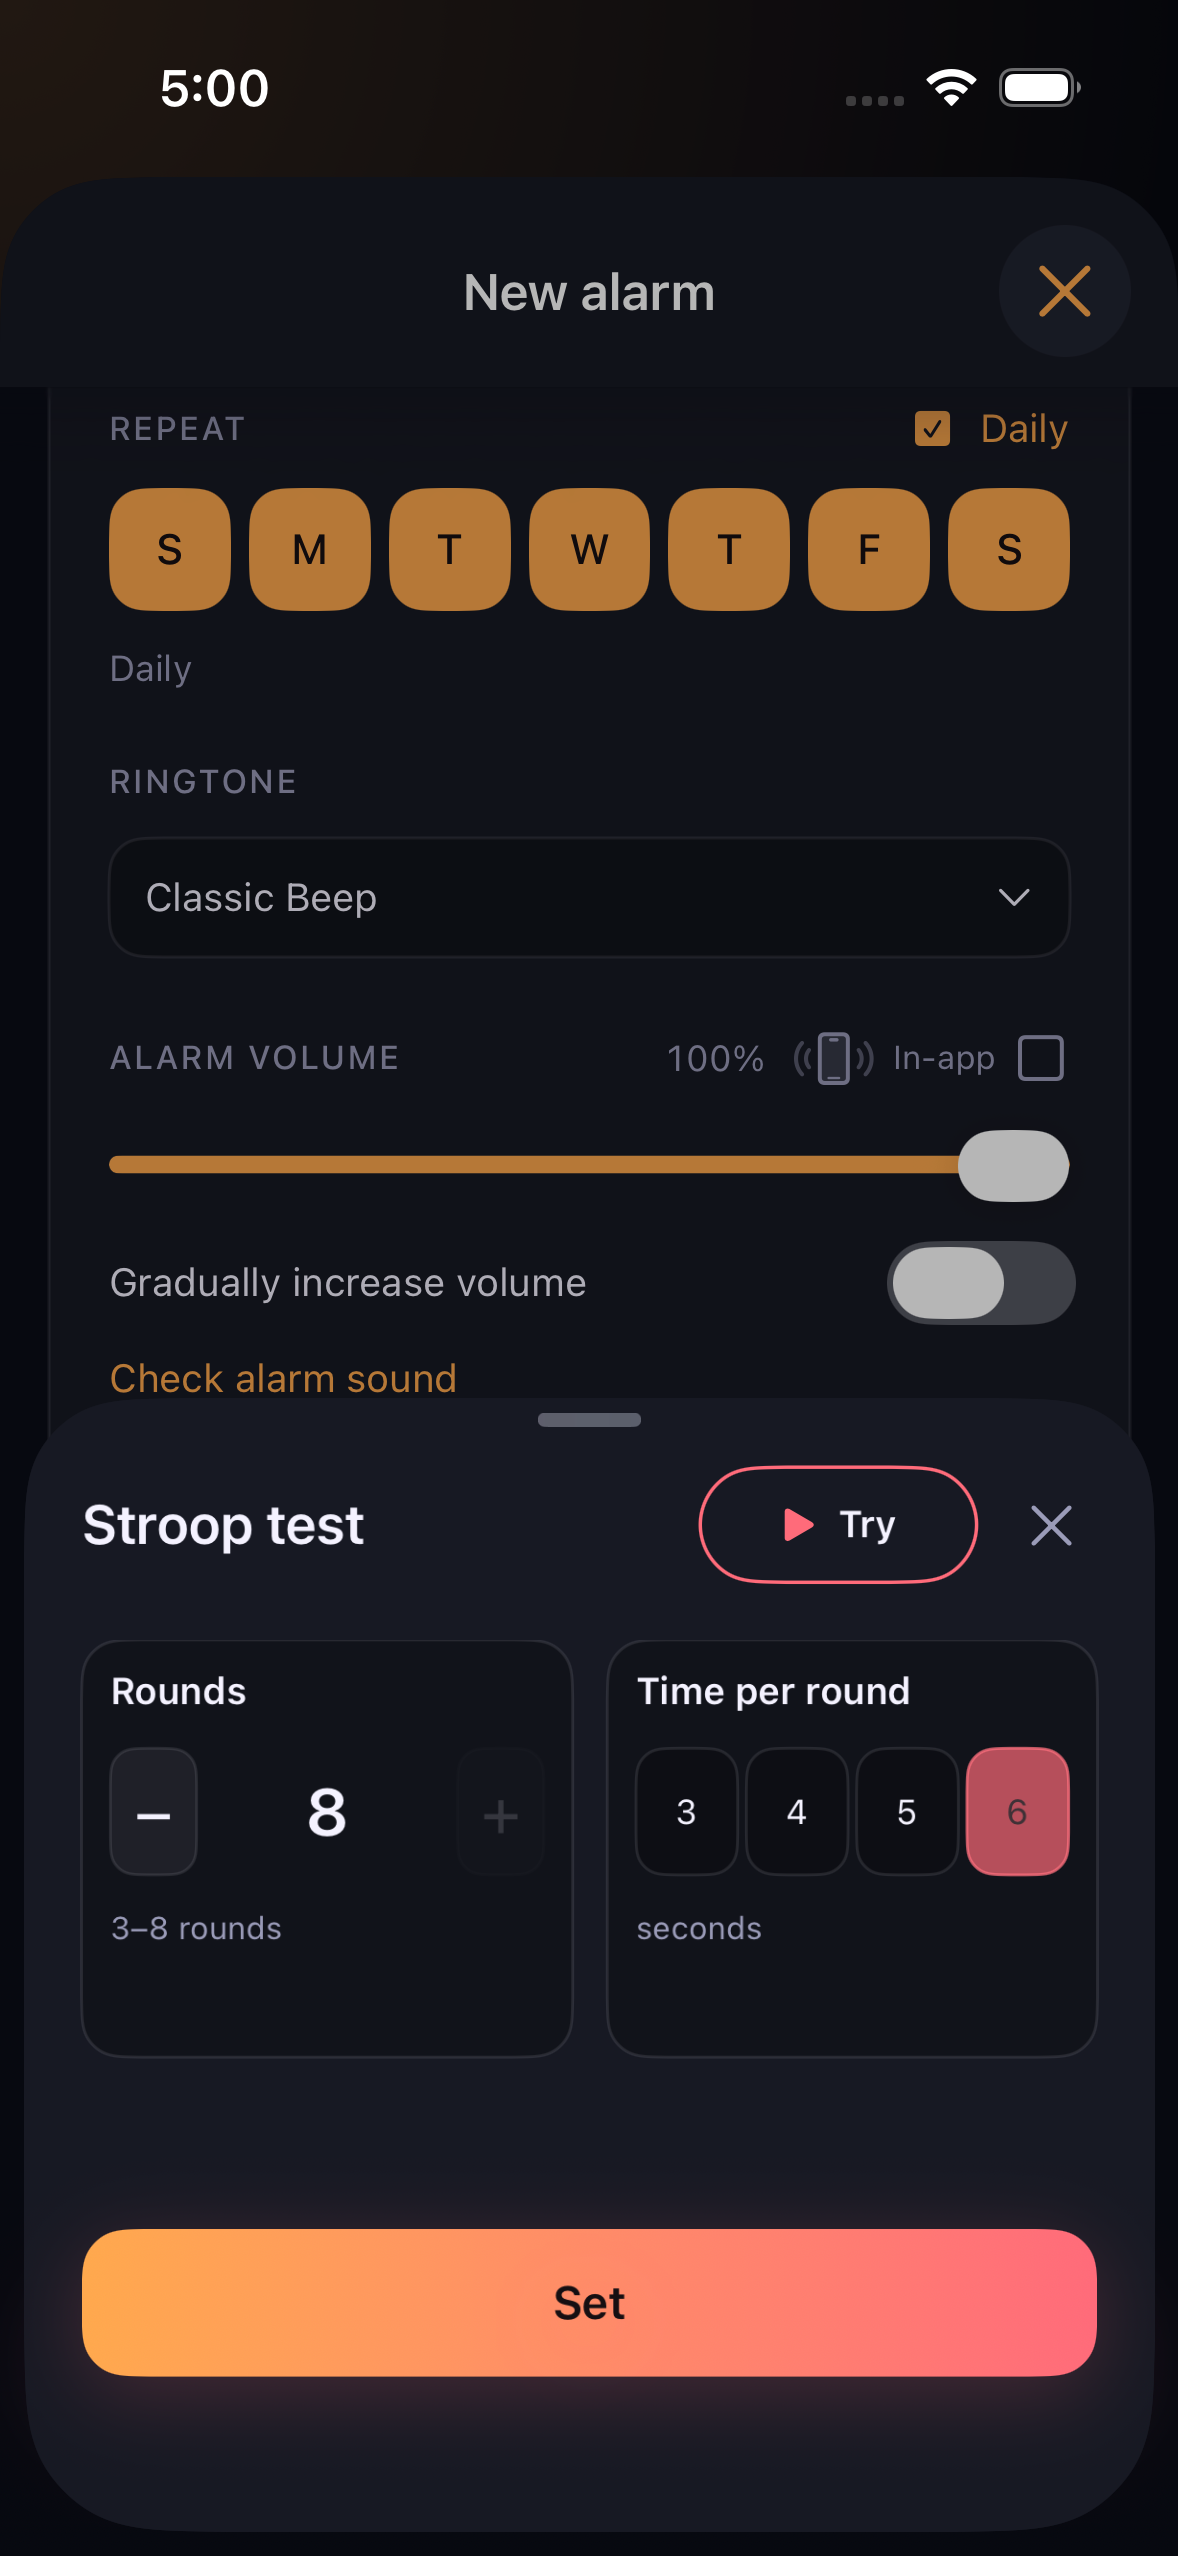 5:00
New alarm
REPEAT
Daily
S M T W T F S
Daily
RINGTONE
Classic Beep
ALARM VOLUME 100% In-app
Gradually increase volume
Check alarm sound
Stroop test
Try
Rounds
– 8 +
3–8 rounds
Time per round
3 4 5 6
seconds
Set